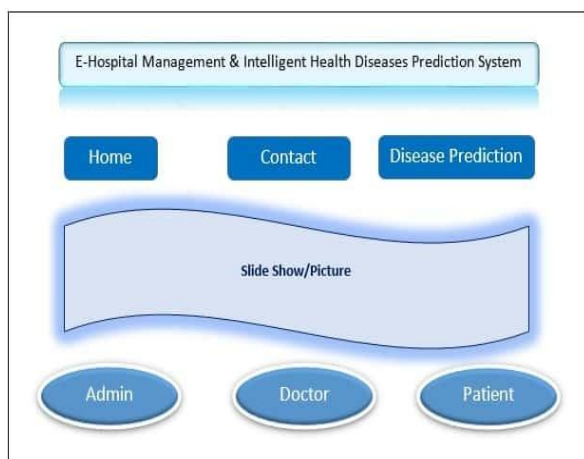 E-Hospital Management & Intelligent Health Diseases Prediction System
Home
Contact
Disease Prediction
Slide Show/Picture
Admin
Doctor
Patient